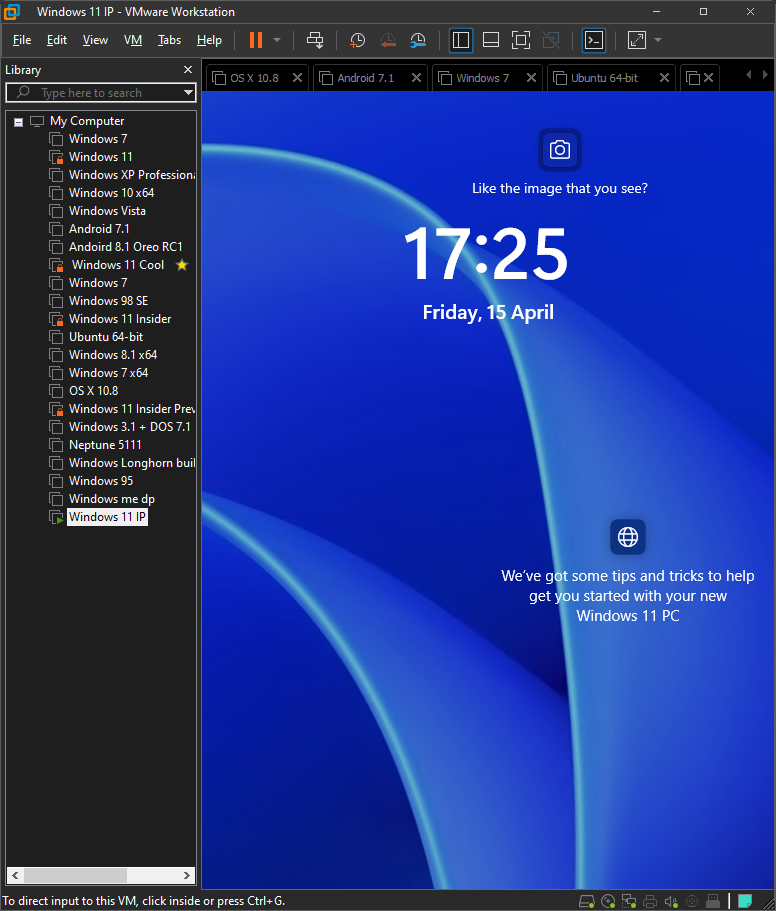 Windows 11 IP - VMware Workstation
File Edit View VM Tabs Help
Library
Type here to search
OS X 10.8
Android 7.1
Windows 7
Ubuntu 64-bit
My Computer
Windows 7
Windows 11
Windows XP Professiona
Windows 10 x64
Windows Vista
Android 7.1
Andoird 8.1 Oreo RC1
Windows 11 Cool
Windows 7
Windows 98 SE
Windows 11 Insider
Ubuntu 64-bit
Windows 8.1 x64
Windows 7 x64
OS X 10.8
Windows 11 Insider Prev
Windows 3.1 + DOS 7.1
Neptune 5111
Windows Longhorn buil
Windows 95
Windows me dp
Windows 11 IP
Like the image that you see?
17:25
Friday, 15 April
We've got some tips and tricks to help
get you started with your new
Windows 11 PC
To direct input to this VM, click inside or press Ctrl+G.